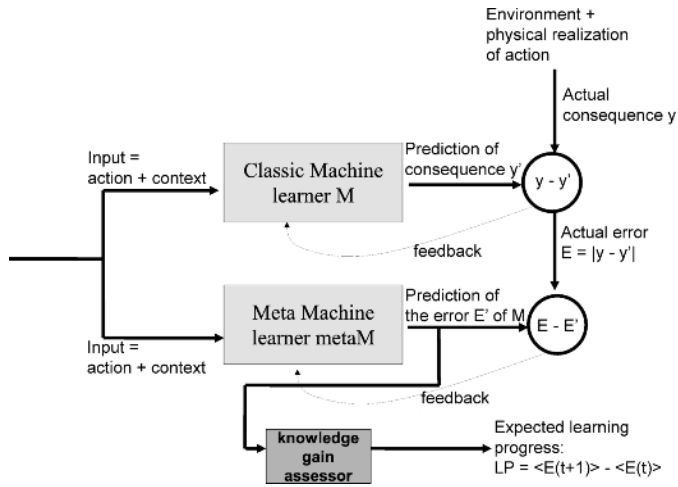 Environment +
physical realization
of action
Actual
consequence y
Input =
action + context
Classic Machine
learner M
Prediction of
consequence y'
y - y'
feedback
Actual error
E = |y - y'|
Meta Machine
learner metaM
Prediction of
the error E' of M
E - E'
Input =
action + context
feedback
knowledge
gain
assessor
Expected learning
progress:
LP = <E(t+1)> - <E(t)>